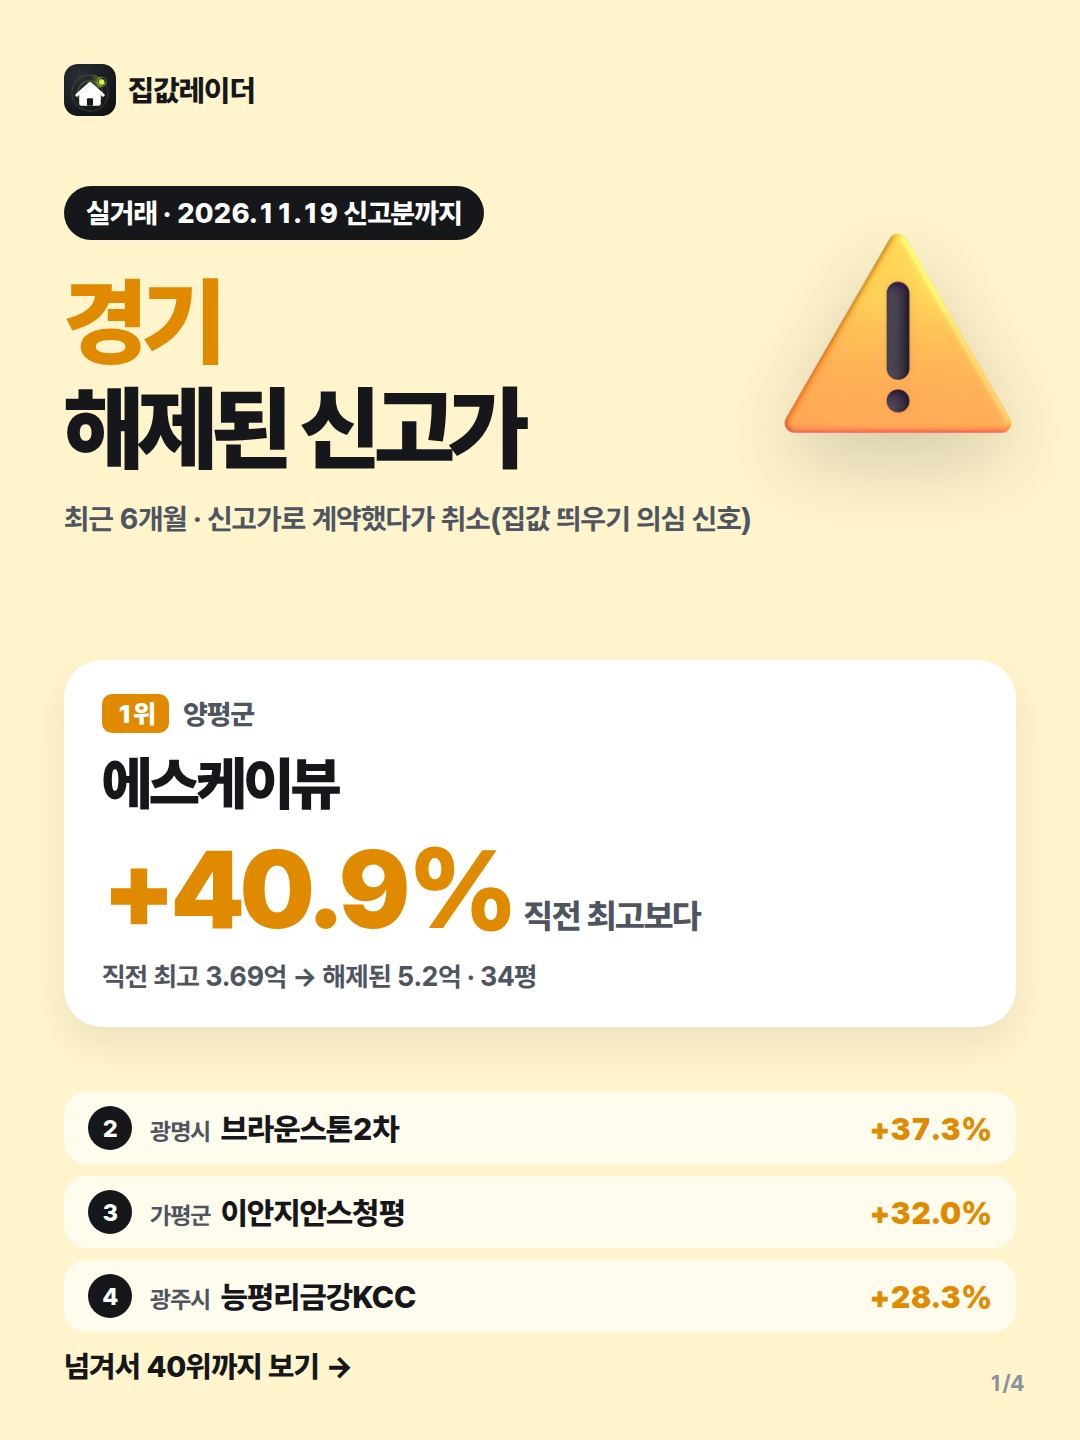 집값레이더
실거래 · 2026.11.19 신고분까지
경기
해제된 신고가
최근 6개월 · 신고가로 계약했다가 취소(집값 띄우기 의심 신호)
1위 양평군
에스케이뷰
+40.9% 직전 최고보다
직전 최고 3.69억 → 해제된 5.2억 · 34평
2 광명시 브라운스톤2차 +37.3%
3 가평군 이안지안스청평 +32.0%
4 광주시 능평리금강KCC +28.3%
넘겨서 40위까지 보기 →
1/4